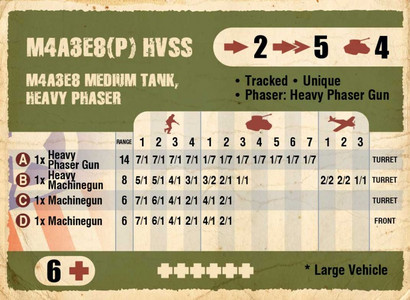 M4A3E8(P) HVSS
2 5 4
M4A3E8 MEDIUM TANK,
HEAVY PHASER
• Tracked • Unique
• Phaser: Heavy Phaser Gun
RANGE 1 2 3 4 1 2 3 4 5 6 7 1 2 3
A 1x Heavy Phaser Gun 14 7/1 7/1 7/1 7/1 7/1 7/1 7/1 7/1 7/1 7/1 7/1 TURRET
B 1x Heavy Machinegun 8 5/1 5/1 4/1 3/1 3/2 2/1 1/1 2/2 2/2 1/1 TURRET
C 1x Machinegun 6 7/1 6/1 4/1 2/1 4/1 2/1 TURRET
D 1x Machinegun 6 7/1 6/1 4/1 2/1 4/1 2/1 FRONT
6
* Large Vehicle